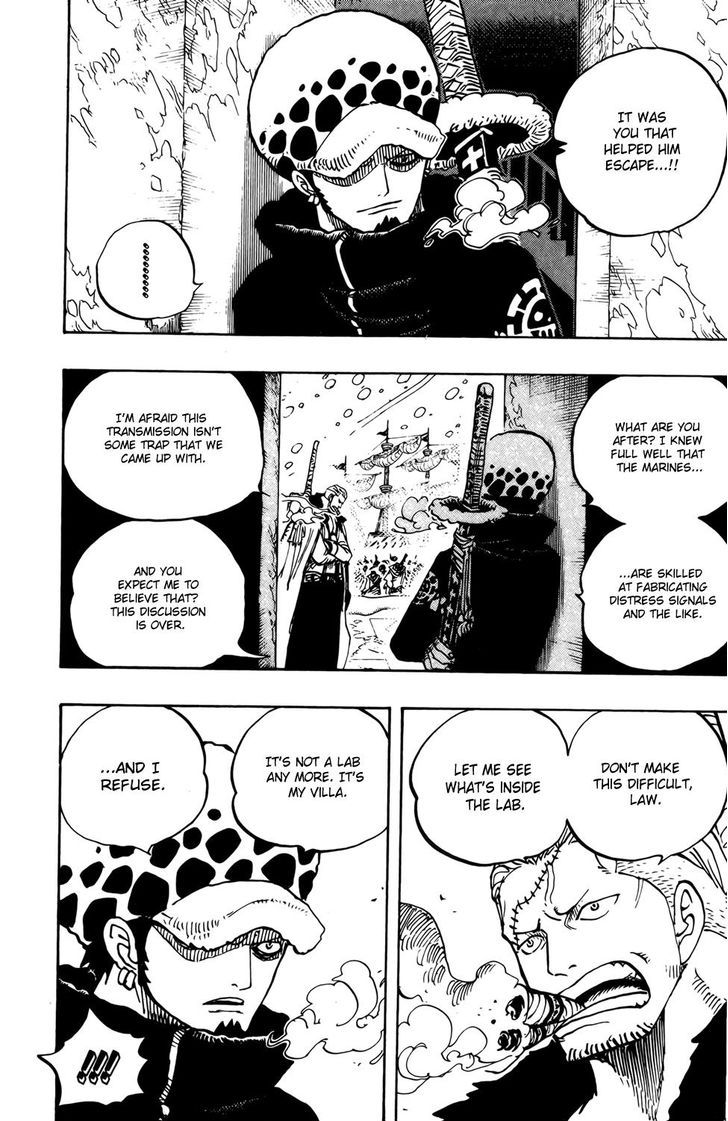 IT WAS
YOU THAT
HELPED HIM
ESCAPE...!!
..........
WHAT ARE YOU
AFTER? I KNEW
FULL WELL THAT
THE MARINES...
...ARE SKILLED
AT FABRICATING
DISTRESS SIGNALS
AND THE LIKE.
I'M AFRAID THIS
TRANSMISSION ISN'T
SOME TRAP THAT WE
CAME UP WITH.
AND YOU
EXPECT ME TO
BELIEVE THAT?
THIS DISCUSSION
IS OVER.
DON'T MAKE
THIS DIFFICULT,
LAW.
LET ME SEE
WHAT'S INSIDE
THE LAB.
IT'S NOT A LAB
ANY MORE. IT'S
MY VILLA.
...AND I
REFUSE.
!!!